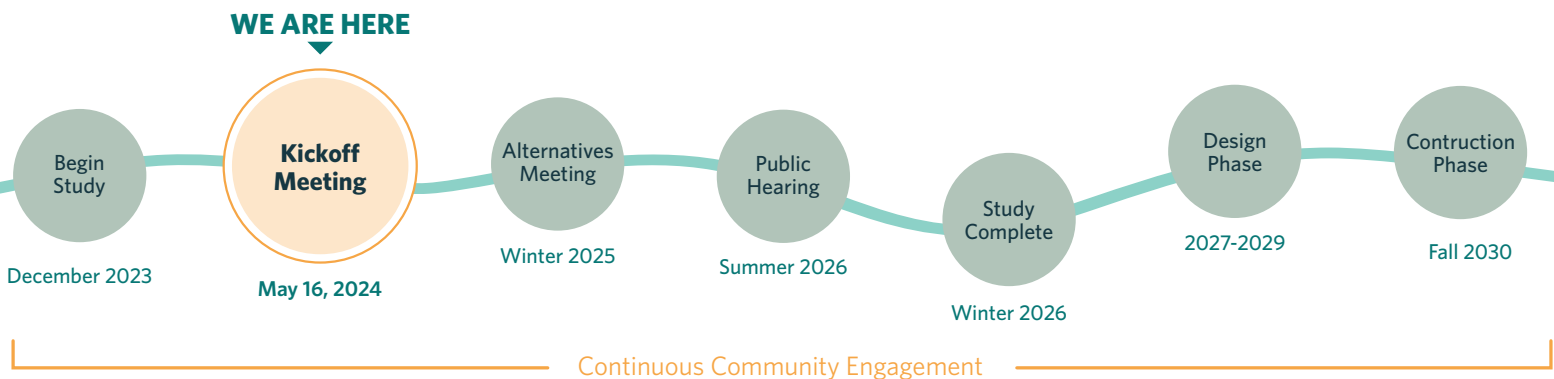 WE ARE HERE
Begin
Study
December 2023
Kickoff
Meeting
May 16, 2024
Alternatives
Meeting
Winter 2025
Public
Hearing
Summer 2026
Study
Complete
Winter 2026
Design
Phase
2027-2029
Contruction
Phase
Fall 2030
Continuous Community Engagement